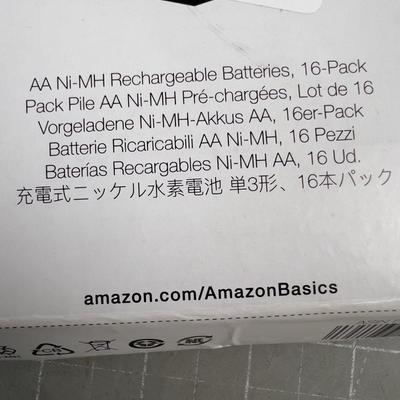 AA Ni-MH Rechargeable Batteries, 16-Pack
Pack Pile AA Ni-MH Pré-chargées, Lot de 16
Vorgeladene Ni-MH-Akkus AA, 16er-Pack
Batterie Ricaricabili AA Ni-MH, 16 Pezzi
Baterías Recargables Ni-MH AA, 16 Ud.
充電式ニッケル水素電池 単3形、16本パック
amazon.com/AmazonBasics